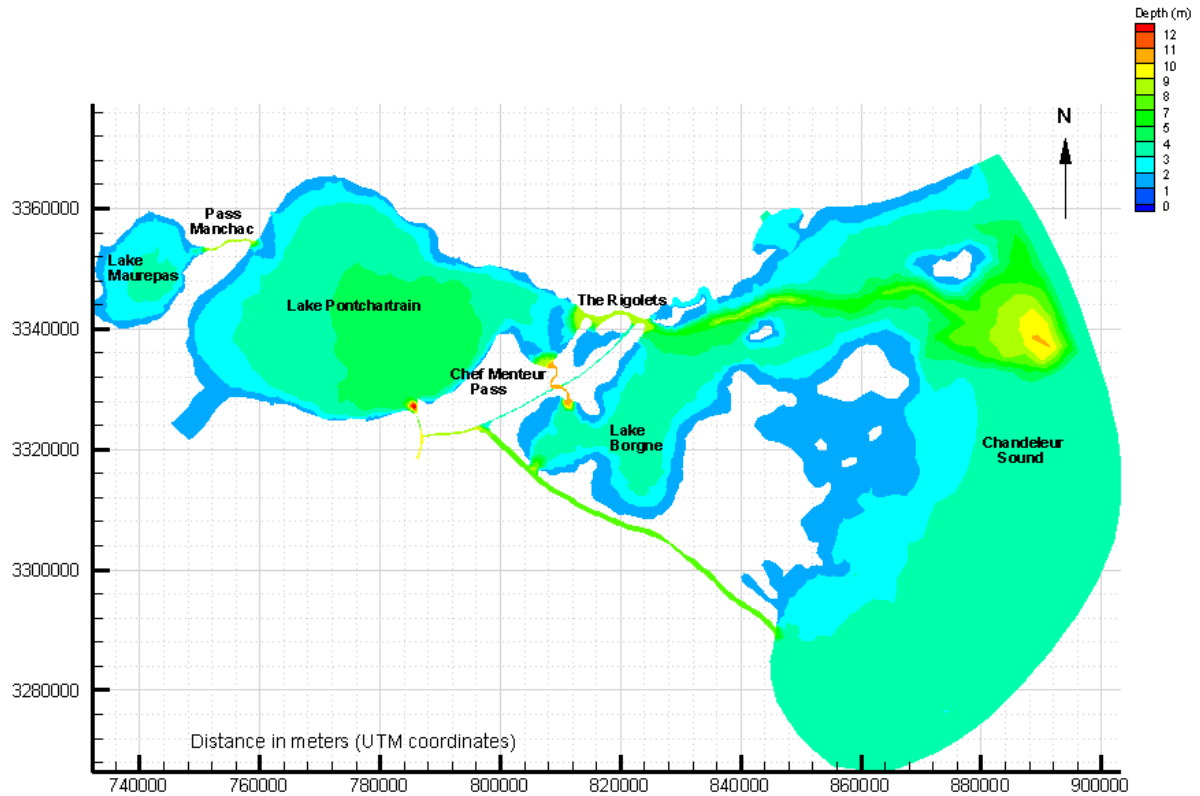 Depth (m)
12
11
10
9
8
7
5
4
3
2
1
0
N
3360000
3340000
3320000
3300000
3280000
Pass
Manchac
Lake
Maurepas
Lake Pontchartrain
The Rigolets
Chef Menteur
Pass
Lake
Borgne
Chandeleur
Sound
Distance in meters (UTM coordinates)
740000 760000 780000 800000 820000 840000 860000 880000 900000